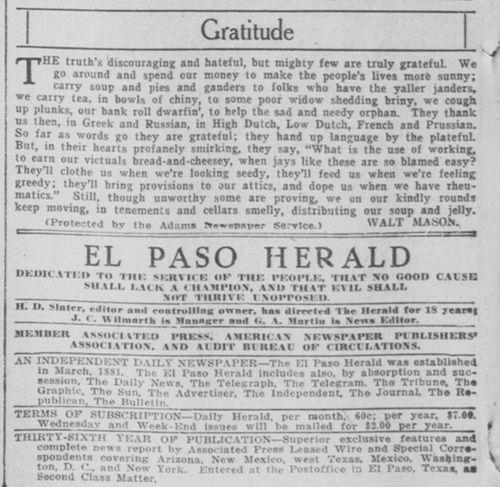 Gratitude
THE truth's discouraging and hateful, but mighty few are truly grateful. We
go around and spend our money to make the people's lives more sunny;
carry soup and pies and ganders to folks who have the yaller janders,
we carry tea, in bowls of chiny, to some poor widow shedding briny, we cough
up plunks, our bank roll dwarfin', to help the sad and needy orphan. They thank
us then, in Greek and Russian, in High Dutch, Low Dutch, French and Prussian.
So far as words go they are grateful; they hand up language by the plateful.
But, in their hearts profanely smirking, they say, "What is the use of working,
to earn our victuals bread-and-cheesey, when jays like these are so blamed easy?
They'll clothe us when we're looking seedy, they'll feed us when we're feeling
greedy; they'll bring provisions to our attics, and dope us when we have rheu-
matics." Still, though unworthy some are proving, we on our kindly rounds
keep moving, in tenements and cellars smelly, distributing our soup and jelly.
(Protected by the Adams Newspaper Service.) WALT MASON.
EL PASO HERALD
DEDICATED TO THE SERVICE OF THE PEOPLE, THAT NO GOOD CAUSE
SHALL LACK A CHAMPION, AND THAT EVIL SHALL
NOT THRIVE UNOPPOSED.
H. D. Slater, editor and controlling owner, has directed The Herald for 18 years;
J. C. Wilmarth is Manager and G. A. Martin is News Editor.
MEMBER ASSOCIATED PRESS, AMERICAN NEWSPAPER PUBLISHERS'
ASSOCIATION, AND AUDIT BUREAU OF CIRCULATIONS.
AN INDEPENDENT DAILY NEWSPAPER—The El Paso Herald was established
in March, 1881. The El Paso Herald includes also, by absorption and suc-
cession, The Daily News, The Telegraph, The Telegram, The Tribune, The
Graphic, The Sun, The Advertiser, The Independent, The Journal, The Re-
publican, The Bulletin.
TERMS OF SUBSCRIPTION—Daily Herald, per month, 60c; per year, $7.00.
Wednesday and Week-End issues will be mailed for $2.00 per year.
THIRTY-SIXTH YEAR OF PUBLICATION—Superior exclusive features and
complete news report by Associated Press Leased Wire and Special Corre-
spondents covering Arizona, New Mexico, west Texas, Mexico, Washing-
ton, D. C., and New York. Entered at the Postoffice in El Paso, Texas, as
Second Class Matter.